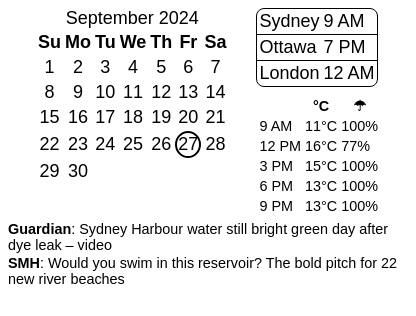 September 2024
Su Mo Tu We Th Fr Sa
1 2 3 4 5 6 7
8 9 10 11 12 13 14
15 16 17 18 19 20 21
22 23 24 25 26 27 28
29 30
Sydney 9 AM
Ottawa 7 PM
London 12 AM
°C ☂
9 AM 11°C 100%
12 PM 16°C 77%
3 PM 15°C 100%
6 PM 13°C 100%
9 PM 13°C 100%
Guardian: Sydney Harbour water still bright green day after
dye leak – video
SMH: Would you swim in this reservoir? The bold pitch for 22
new river beaches